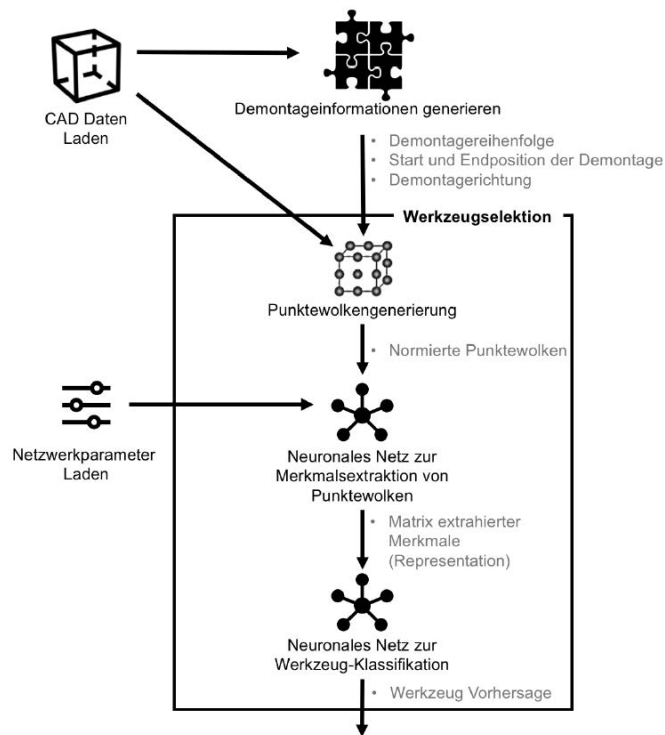 CAD Daten
Laden
Demontageinformationen generieren
• Demontagereihenfolge
• Start und Endposition der Demontage
• Demontagerichtung
Werkzeugselektion
Punktewolkengenerierung
• Normierte Punktewolken
Netzwerkparameter
Laden
Neuronales Netz zur
Merkmalsextraktion von
Punktewolken
• Matrix extrahierter
Merkmale
(Representation)
Neuronales Netz zur
Werkzeug-Klassifikation
• Werkzeug Vorhersage